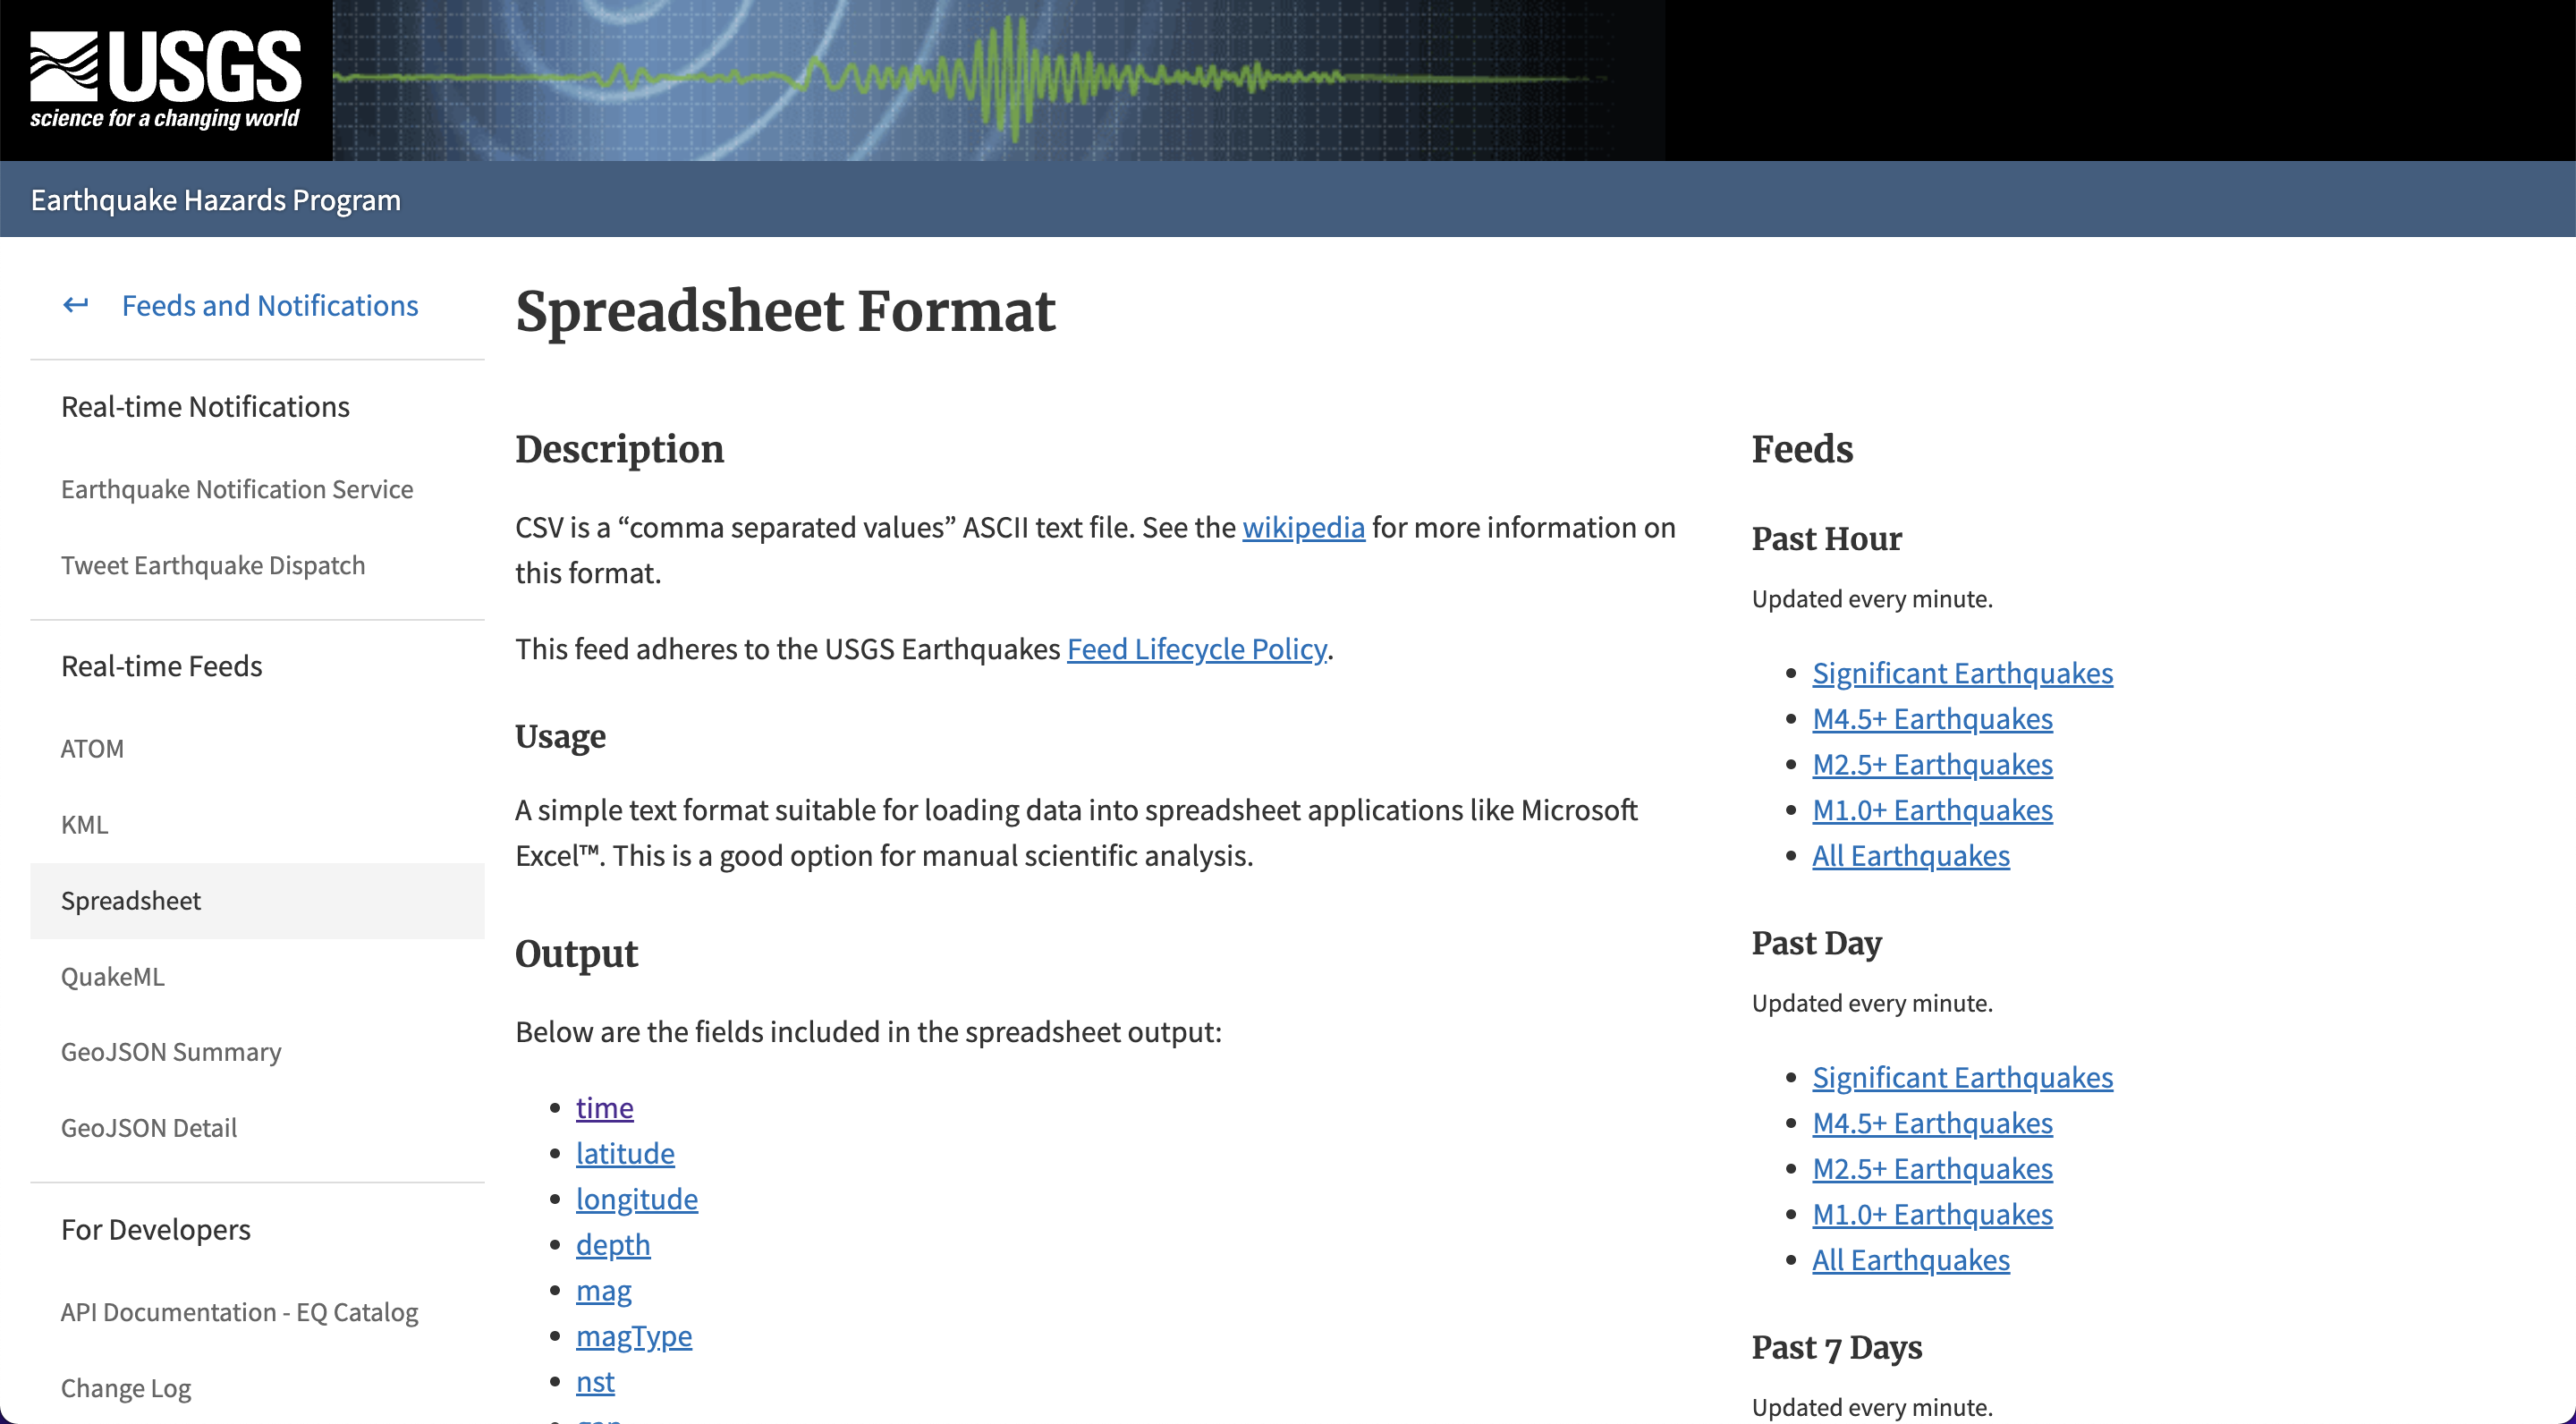 USGS
science for a changing world
Earthquake Hazards Program
Feeds and Notifications
Real-time Notifications
Earthquake Notification Service
Tweet Earthquake Dispatch
Real-time Feeds
ATOM
KML
Spreadsheet
QuakeML
GeoJSON Summary
GeoJSON Detail
For Developers
API Documentation - EQ Catalog
Change Log
Spreadsheet Format
Description
CSV is a “comma separated values” ASCII text file. See the wikipedia for more information on
this format.
This feed adheres to the USGS Earthquakes Feed Lifecycle Policy.
Usage
A simple text format suitable for loading data into spreadsheet applications like Microsoft
Excel™. This is a good option for manual scientific analysis.
Output
Below are the fields included in the spreadsheet output:
time
latitude
longitude
depth
mag
magType
nst
Feeds
Past Hour
Updated every minute.
Significant Earthquakes
M4.5+ Earthquakes
M2.5+ Earthquakes
M1.0+ Earthquakes
All Earthquakes
Past Day
Updated every minute.
Significant Earthquakes
M4.5+ Earthquakes
M2.5+ Earthquakes
M1.0+ Earthquakes
All Earthquakes
Past 7 Days
Updated every minute.